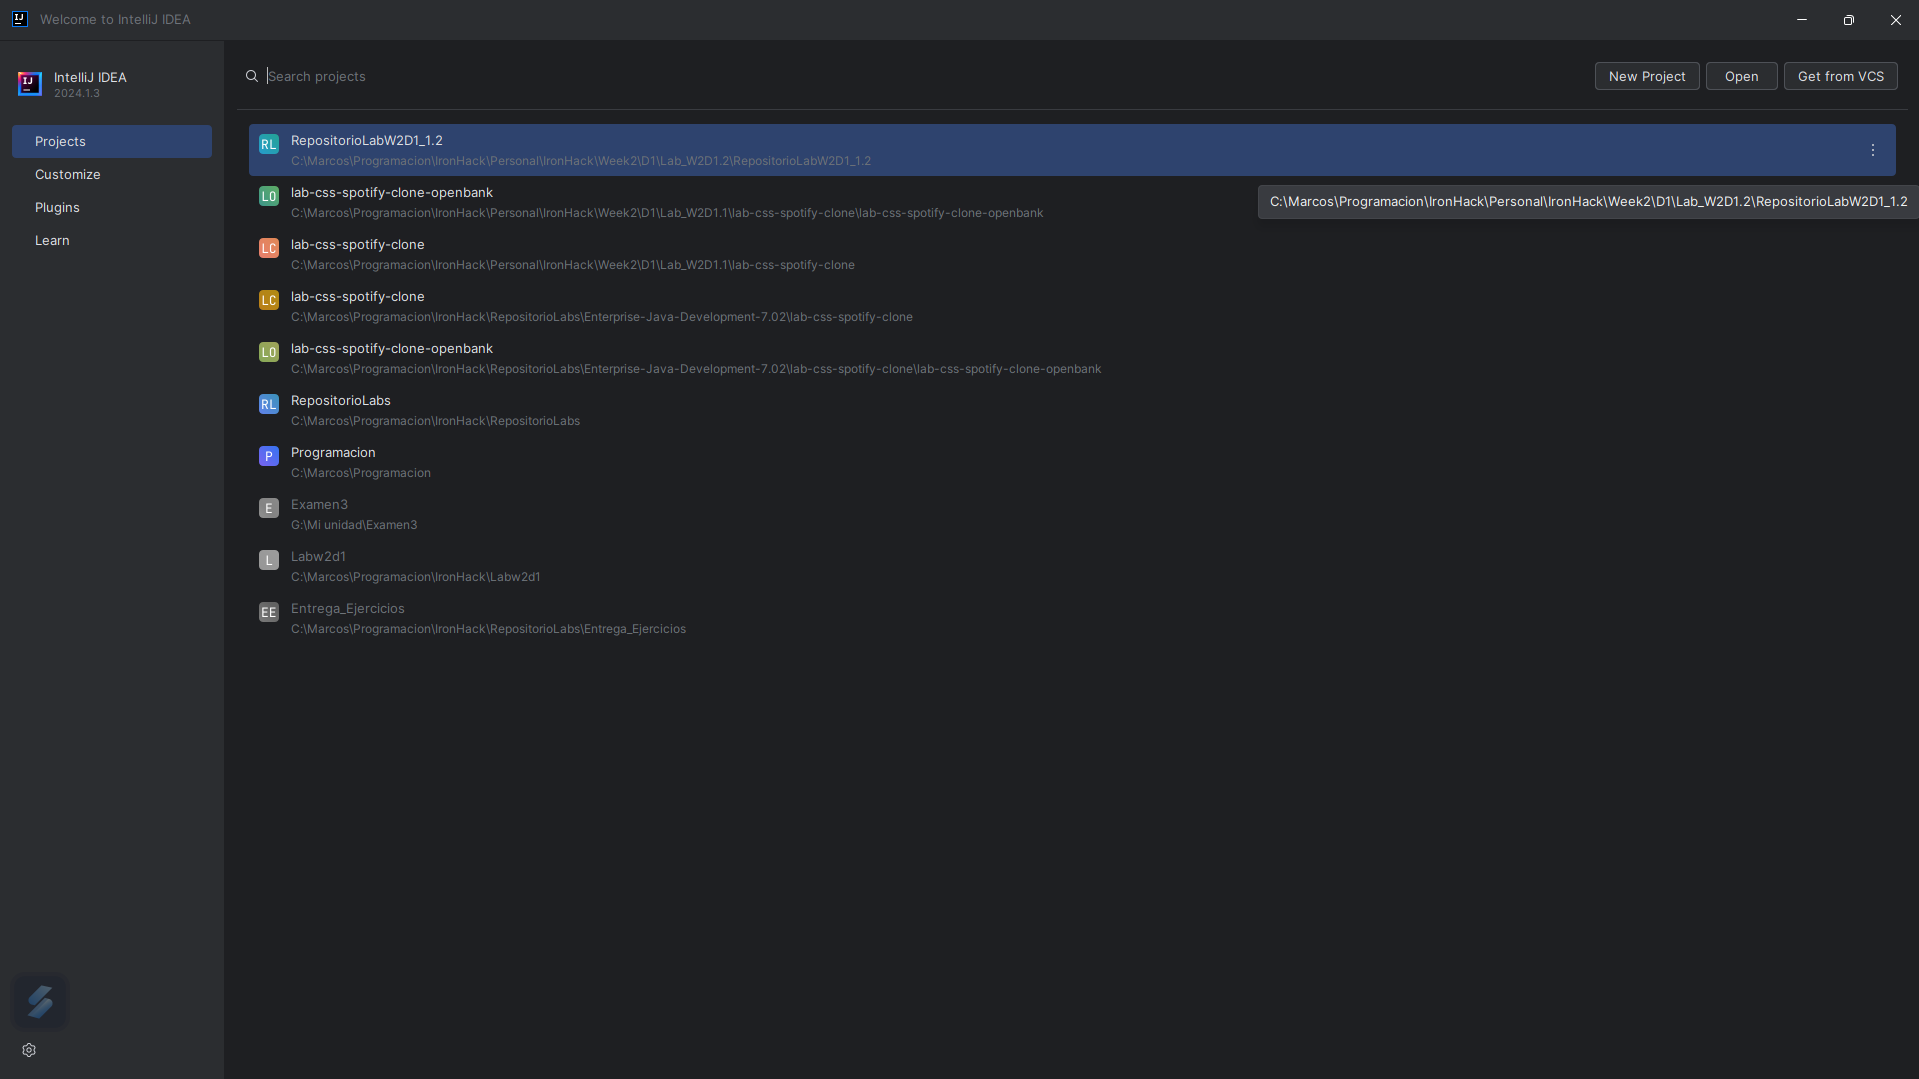 Welcome to IntelliJ IDEA
IntelliJ IDEA
2024.1.3
Projects
Customize
Plugins
Learn
Search projects
New Project
Open
Get from VCS
RL
RepositorioLabW2D1_1.2
C:\Marcos\Programacion\IronHack\Personal\IronHack\Week2\D1\Lab_W2D1.2\RepositorioLabW2D1_1.2
LO
lab-css-spotify-clone-openbank
C:\Marcos\Programacion\IronHack\Personal\IronHack\Week2\D1\Lab_W2D1.1\lab-css-spotify-clone\lab-css-spotify-clone-openbank
C:\Marcos\Programacion\IronHack\Personal\IronHack\Week2\D1\Lab_W2D1.2\RepositorioLabW2D1_1.2
LC
lab-css-spotify-clone
C:\Marcos\Programacion\IronHack\Personal\IronHack\Week2\D1\Lab_W2D1.1\lab-css-spotify-clone
LC
lab-css-spotify-clone
C:\Marcos\Programacion\IronHack\RepositorioLabs\Enterprise-Java-Development-7.02\lab-css-spotify-clone
LO
lab-css-spotify-clone-openbank
C:\Marcos\Programacion\IronHack\RepositorioLabs\Enterprise-Java-Development-7.02\lab-css-spotify-clone\lab-css-spotify-clone-openbank
RL
RepositorioLabs
C:\Marcos\Programacion\IronHack\RepositorioLabs
P
Programacion
C:\Marcos\Programacion
E
Examen3
G:\Mi unidad\Examen3
L
Labw2d1
C:\Marcos\Programacion\IronHack\Labw2d1
EE
Entrega_Ejercicios
C:\Marcos\Programacion\IronHack\RepositorioLabs\Entrega_Ejercicios